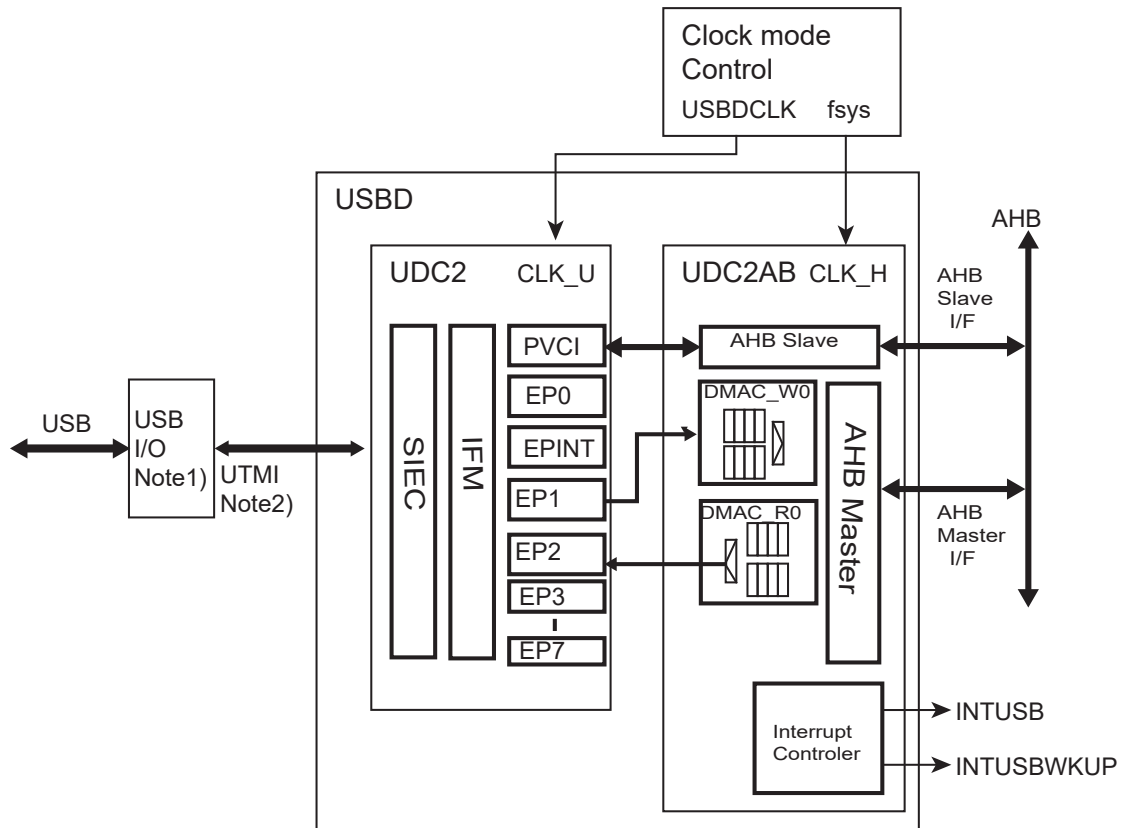 Clock mode
Control
USBDCLK fsys
USBD
AHB
UDC2 CLK_U
UDC2AB CLK_H
AHB
Slave
I/F
PVCI
AHB Slave
EP0
DMAC_W0
USB
USB
I/O
Note1)
UTMI
Note2)
SIEC
IFM
EPINT
AHB Master
EP1
DMAC_R0
AHB
Master
I/F
EP2
EP3
EP7
Interrupt
Controler
INTUSB
INTUSBWKUP